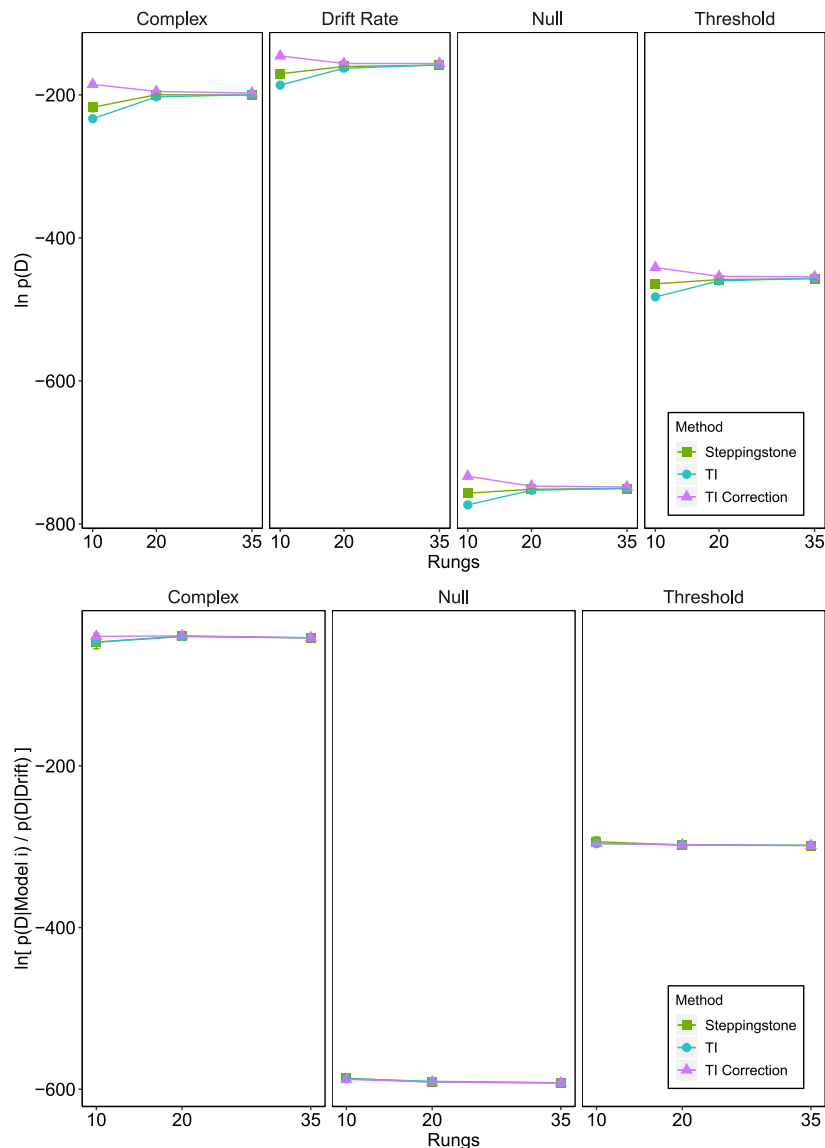 Complex Drift Rate Null Threshold
ln p(D)
−200
−400
−600
−800
Method
Steppingstone
TI
TI Correction
10 20 35 10 20 35 10 20 35 10 20 35
Rungs
Complex Null Threshold
ln[ p(D|Model i) / p(D|Drift) ]
−200
−400
−600
Method
Steppingstone
TI
TI Correction
10 20 35 10 20 35 10 20 35
Rungs